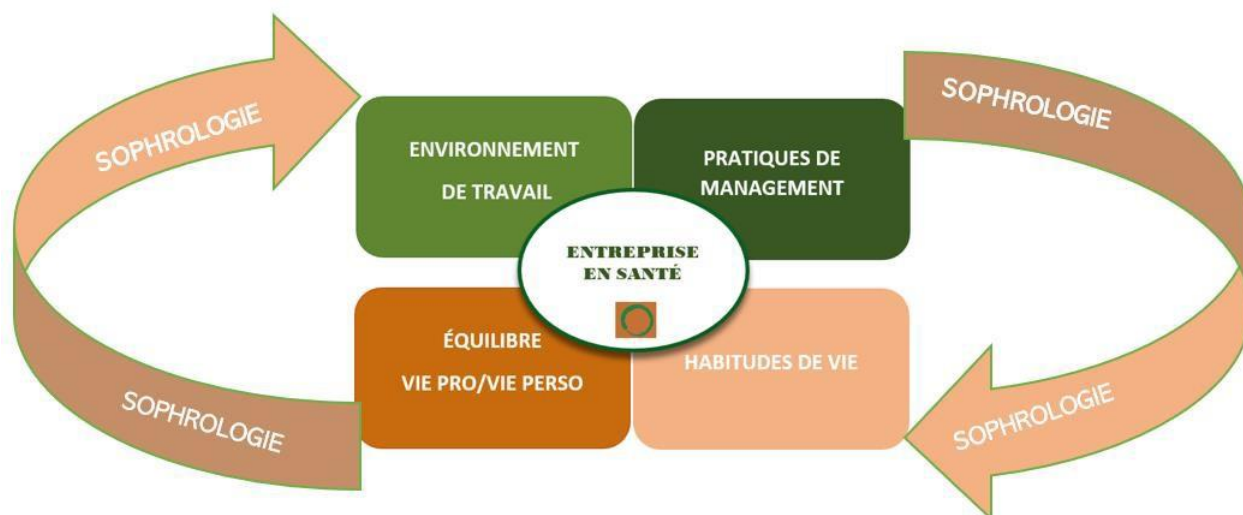 SOPHROLOGIE
SOPHROLOGIE
ENVIRONNEMENT
DE TRAVAIL
PRATIQUES DE
MANAGEMENT
ENTREPRISE
EN SANTÉ
ÉQUILIBRE
VIE PRO/VIE PERSO
HABITUDES DE VIE
SOPHROLOGIE
SOPHROLOGIE